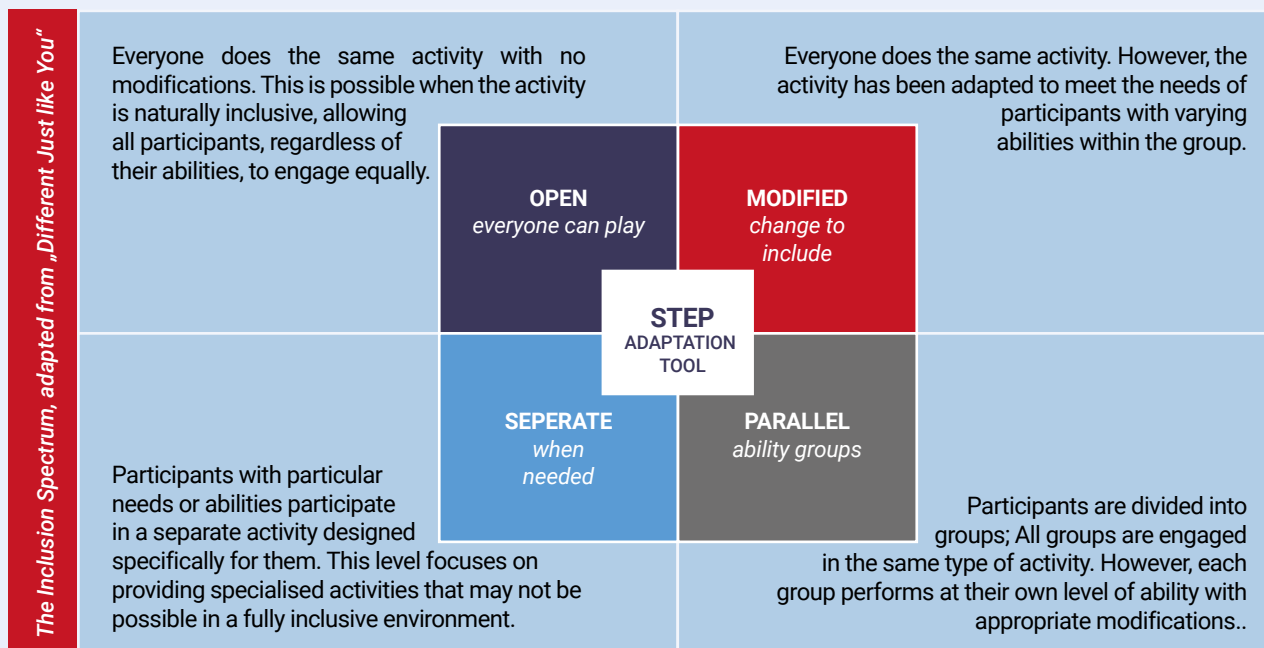 The Inclusion Spectrum, adapted from „Different Just like You“
Everyone does the same activity with no
modifications. This is possible when the activity
is naturally inclusive, allowing
all participants, regardless of
their abilities, to engage equally.
Everyone does the same activity. However, the
activity has been adapted to meet the needs of
participants with varying
abilities within the group.
OPEN
everyone can play
MODIFIED
change to
include
STEP
ADAPTATION
TOOL
SEPERATE
when
needed
PARALLEL
ability groups
Participants with particular
needs or abilities participate
in a separate activity designed
specifically for them. This level focuses on
providing specialised activities that may not be
possible in a fully inclusive environment.
Participants are divided into
groups; All groups are engaged
in the same type of activity. However, each
group performs at their own level of ability with
appropriate modifications..